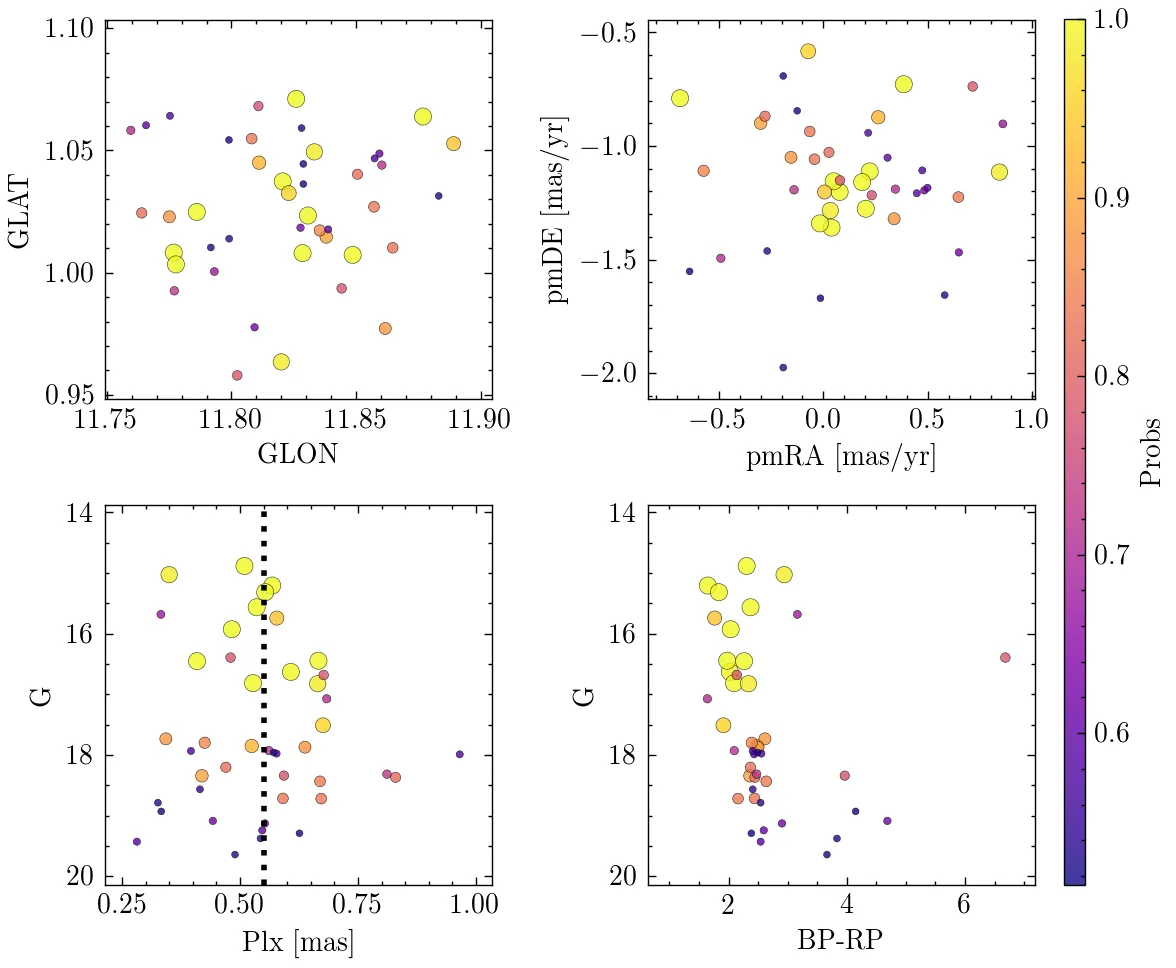 1.10
1.05
1.00
0.95
GLAT
11.75 11.80 11.85 11.90
GLON
−0.5
−1.0
−1.5
−2.0
pmDE [mas/yr]
−0.5 0.0 0.5 1.0
pmRA [mas/yr]
14
16
18
20
G
0.25 0.50 0.75 1.00
Plx [mas]
14
16
18
20
G
2 4 6
BP-RP
1.0
0.9
0.8
0.7
0.6
Probs